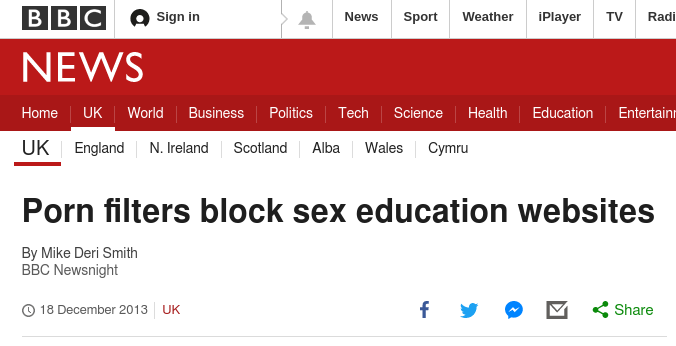 BBC Sign in News Sport Weather iPlayer TV Radi
NEWS
Home UK World Business Politics Tech Science Health Education Entertainm
UK England N. Ireland Scotland Alba Wales Cymru
Porn filters block sex education websites
By Mike Deri Smith
BBC Newsnight
18 December 2013 UK Share